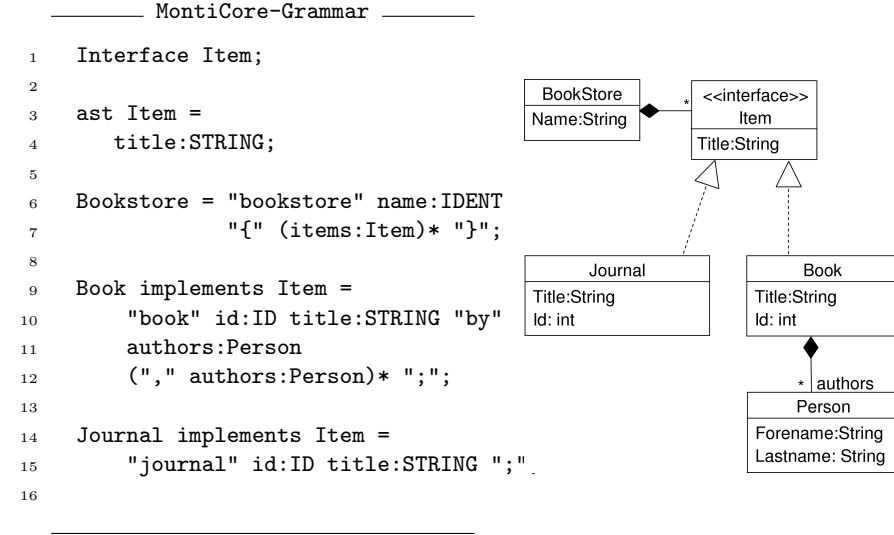 MontiCore-Grammar
1 Interface Item;
2
3 ast Item =
4 title:STRING;
5
6 Bookstore = "bookstore" name:IDENT
7 "{" (items:Item)* "}";
8
9 Book implements Item =
10 "book" id:ID title:STRING "by"
11 authors:Person
12 ("," authors:Person)* ";";
13
14 Journal implements Item =
15 "journal" id:ID title:STRING ";"
16
BookStore
Name:String
*
<<interface>>
Item
Title:String
Journal
Title:String
Id: int
Book
Title:String
Id: int
* authors
Person
Forename:String
Lastname: String